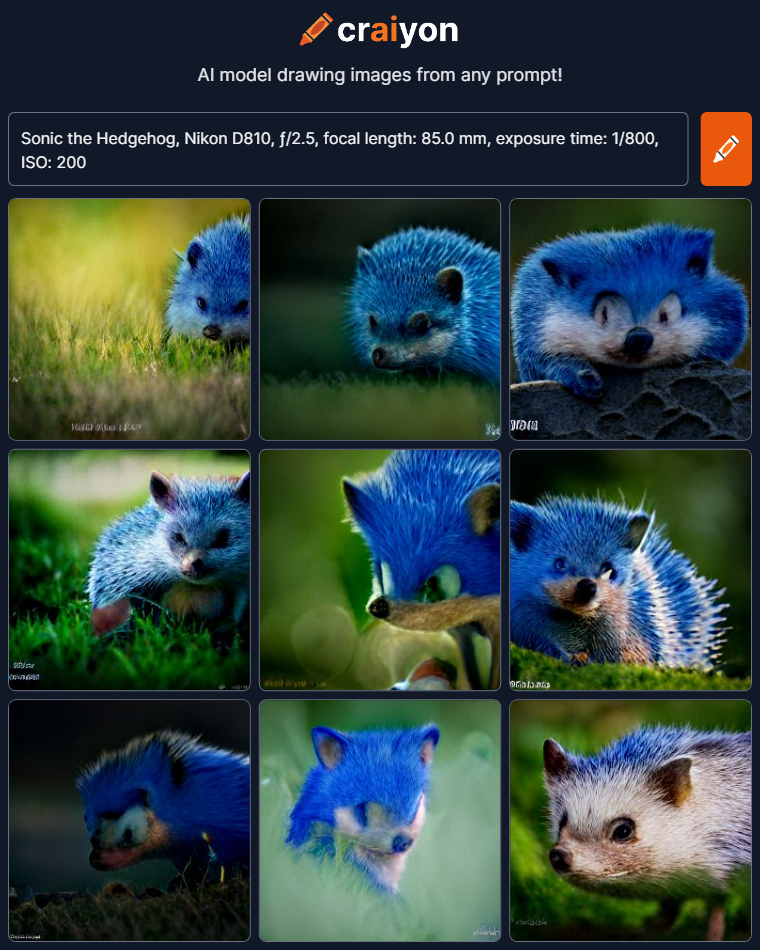 craiyon
AI model drawing images from any prompt!
Sonic the Hedgehog, Nikon D810, ƒ/2.5, focal length: 85.0 mm, exposure time: 1/800,
ISO: 200